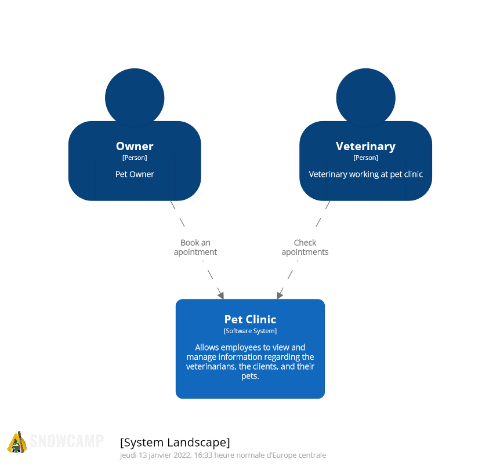 Owner
[Person]
Pet Owner
Veterinary
[Person]
Veterinary working at pet clinic
Book an
apointment
Check
apointments
Pet Clinic
[Software System]
Allows employees to view and
manage information regarding the
veterinarians, the clients, and their
pets.
SNOWCAMP
[System Landscape]
jeudi 13 janvier 2022, 16:33 heure normale d'Europe centrale